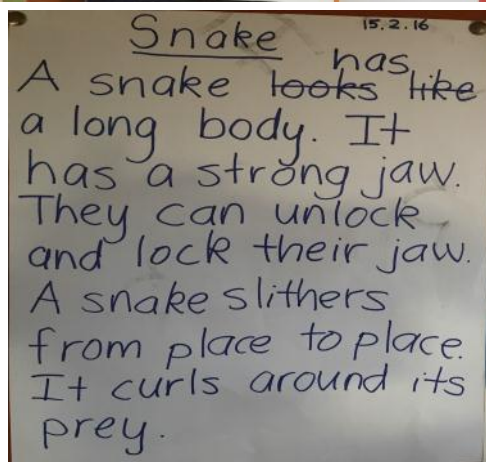 15.2.16
Snake
has
A snake looks like
a long body. It
has a strong jaw.
They can unlock
and lock their jaw.
A snake slithers
from place to place.
It curls around its
prey.